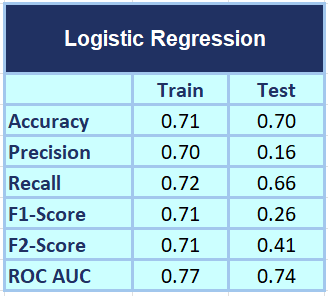 Logistic Regression
Train Test
Accuracy 0.71 0.70
Precision 0.70 0.16
Recall 0.72 0.66
F1-Score 0.71 0.26
F2-Score 0.71 0.41
ROC AUC 0.77 0.74